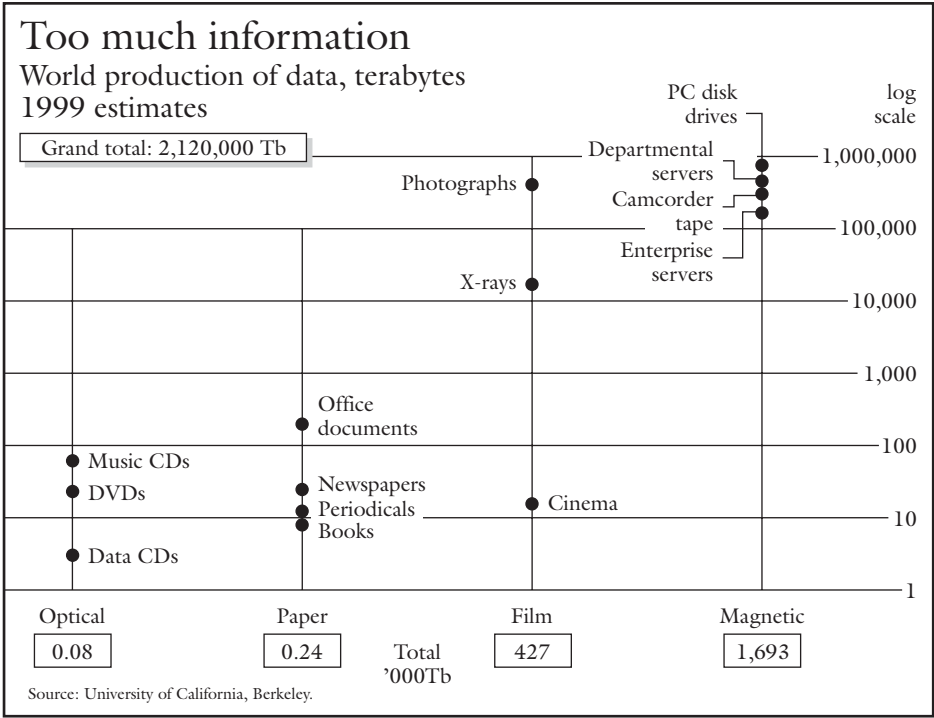 Too much information
World production of data, terabytes
1999 estimates
Grand total: 2,120,000 Tb
PC disk
drives
log
scale
Departmental
servers
1,000,000
Photographs
Camcorder
tape
100,000
Enterprise
servers
X-rays
10,000
1,000
Office
documents
100
Music CDs
DVDs
Newspapers
Periodicals
Books
Cinema
10
Data CDs
1
Optical
Paper
Film
Magnetic
0.08
0.24
Total
’000Tb
427
1,693
Source: University of California, Berkeley.